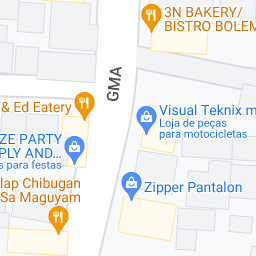 3N BAKERY/
BISTRO BOLEM
GMA
& Ed Eatery
Visual Teknix m
Loja de peças
para motocicletas
ZE PARTY
PLY AND...
s para festas
lap Chibugan
Sa Maguyam
Zipper Pantalon